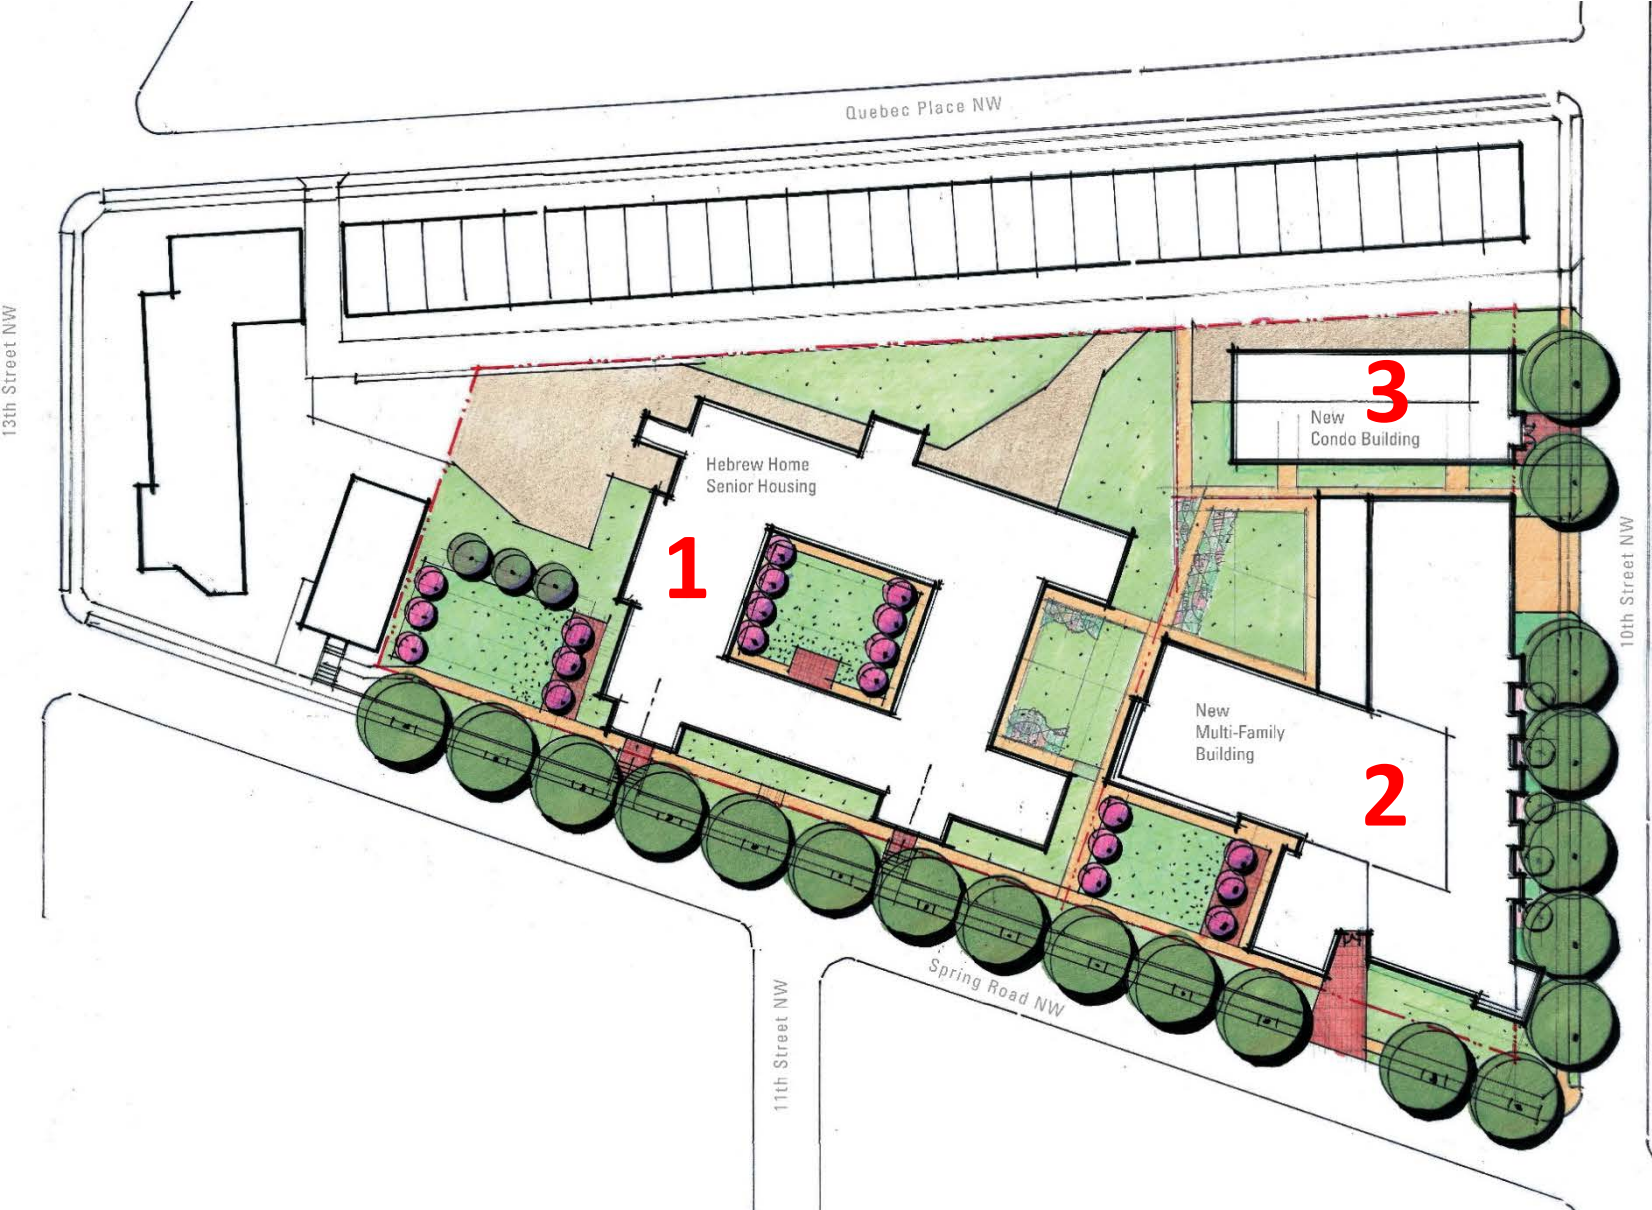 Quebec Place NW
13th Street NW
3
New
Condo Building
Hebrew Home
Senior Housing
1
10th Street NW
New
Multi-Family
Building
2
Spring Road NW
11th Street NW